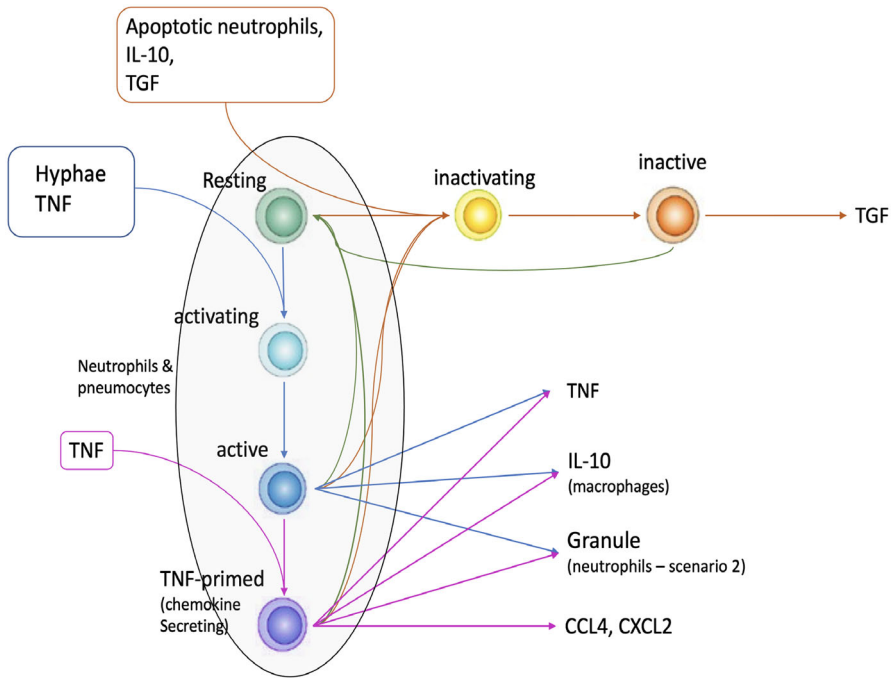 Apoptotic neutrophils,
IL-10,
TGF
Hyphae
TNF
Resting
inactivating
inactive
TGF
activating
Neutrophils &
pneumocytes
active
TNF
TNF-primed
(chemokine
Secreting)
TNF
IL-10
(macrophages)
Granule
(neutrophils – scenario 2)
CCL4, CXCL2